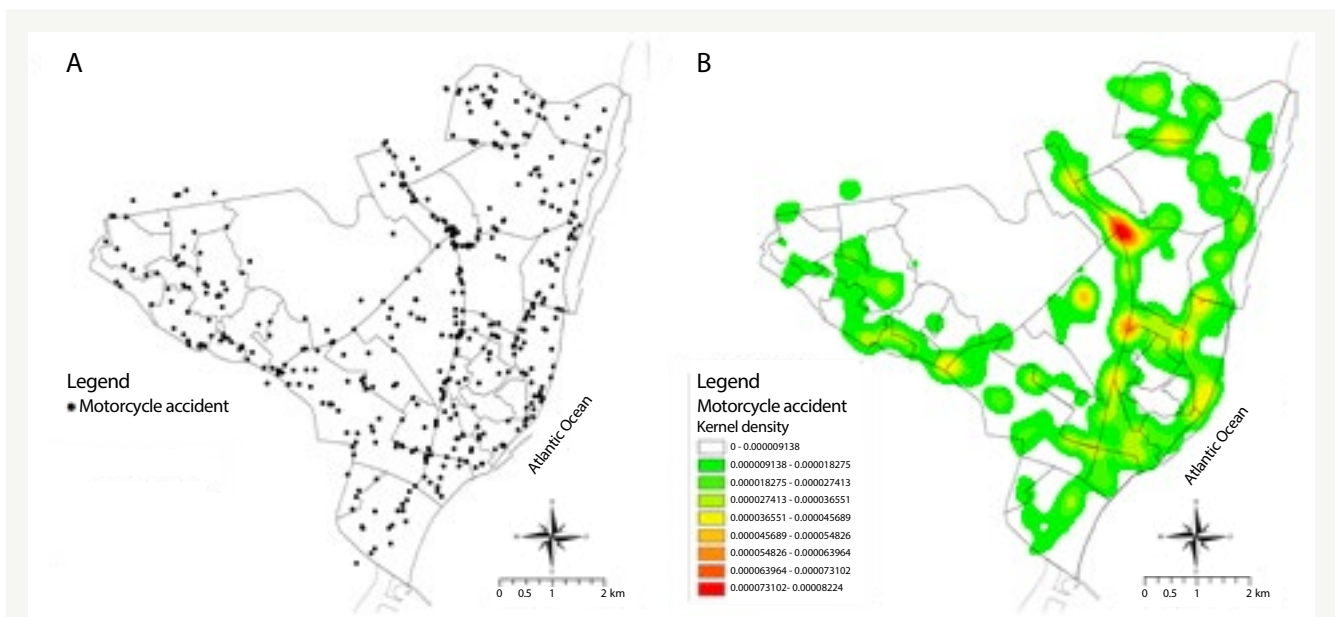 A
Legend
Motorcycle accident
Atlantic Ocean
0 0.5 1 2 km
B
Legend
Motorcycle accident
Kernel density
0 - 0.000009138
0.000009138 - 0.000018275
0.000018275 - 0.000027413
0.000027413 - 0.000036551
0.000036551 - 0.000045689
0.000045689 - 0.000054826
0.000054826 - 0.000063964
0.000063964 - 0.000073102
0.000073102- 0.00008224
Atlantic Ocean
0 0.5 1 2 km